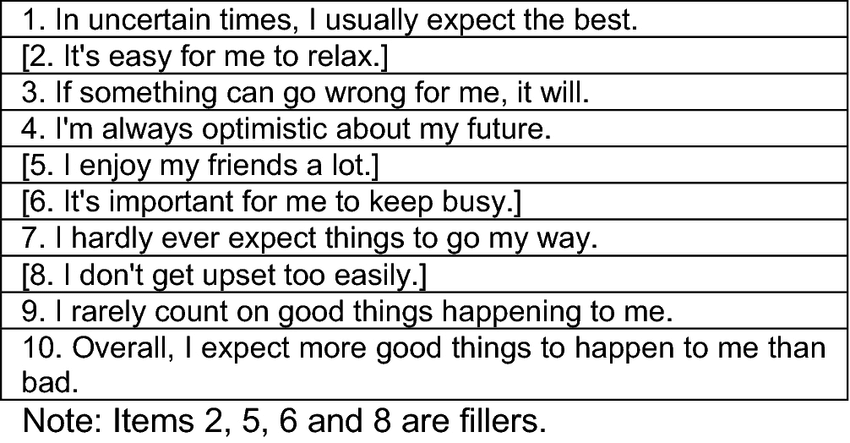 1. In uncertain times, I usually expect the best.
[2. It's easy for me to relax.]
3. If something can go wrong for me, it will.
4. I'm always optimistic about my future.
[5. I enjoy my friends a lot.]
[6. It's important for me to keep busy.]
7. I hardly ever expect things to go my way.
[8. I don't get upset too easily.]
9. I rarely count on good things happening to me.
10. Overall, I expect more good things to happen to me than
bad.
Note: Items 2, 5, 6 and 8 are fillers.